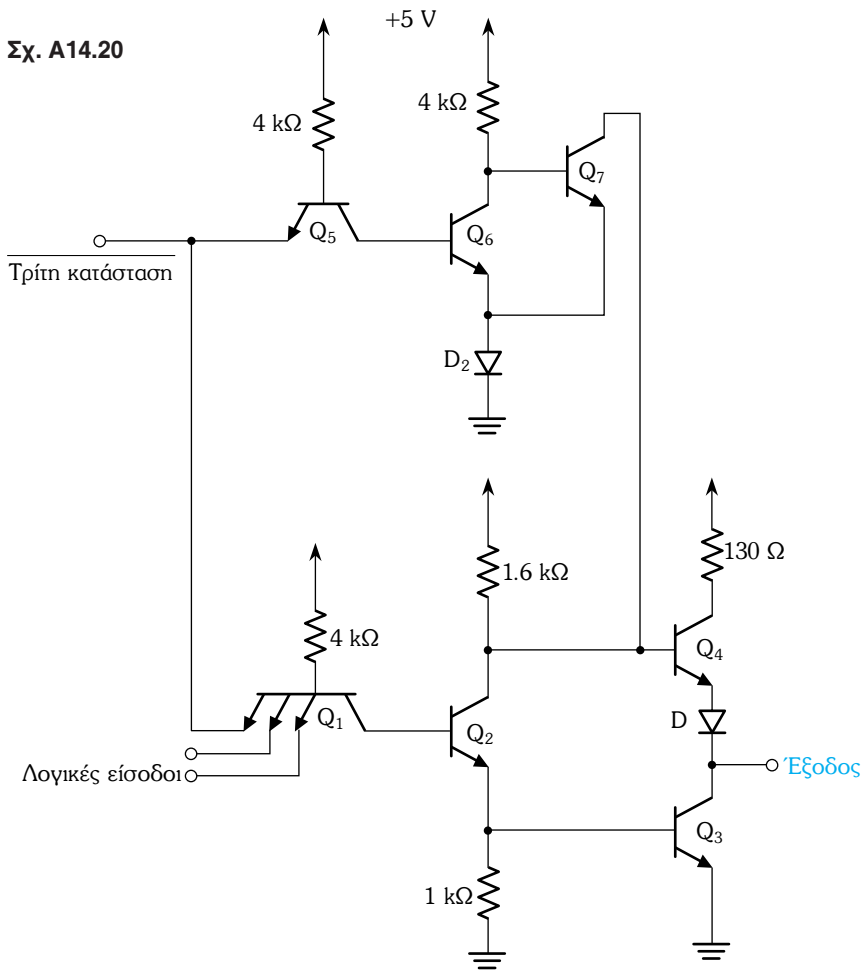 +5 V
Σχ. Α14.20
4 kΩ
4 kΩ
Q7
Q5
Q6
Τρίτη κατάσταση
D2
130 Ω
1.6 kΩ
4 kΩ
Q4
Q1
Q2
D
Λογικές είσοδοι
Έξοδος
Q3
1 kΩ